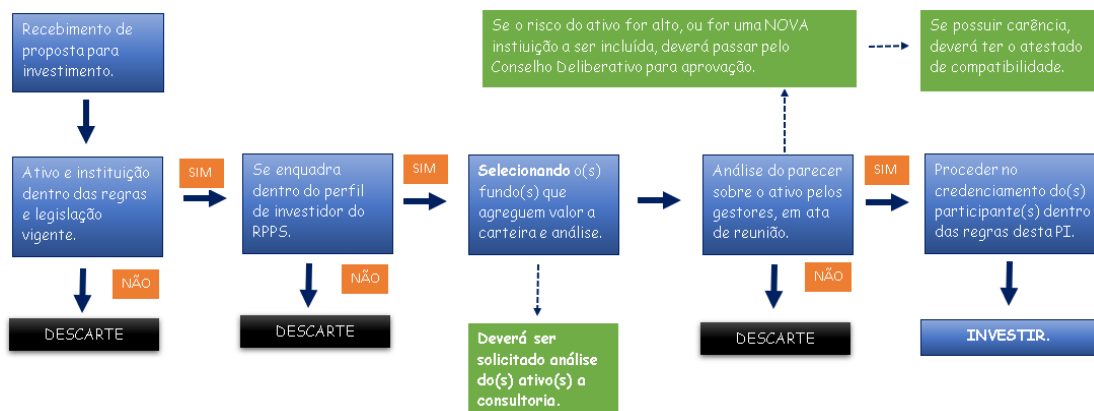 Recebimento de
proposta para
investimento.
Se o risco do ativo for alto, ou for uma NOVA
instiuição a ser incluída, deverá passar pelo
Conselho Deliberativo para aprovação.
Se possuir carência,
deverá ter o atestado
de compatibilidade.
Ativo e instituição
dentro das regras
e legislação
vigente.
SIM
Se enquadra
dentro do perfil
de investidor do
RPPS.
SIM
Selecionando o(s)
fundo(s) que
agreguem valor a
carteira e análise.
Análise do parecer
sobre o ativo pelos
gestores, em ata
de reunião.
SIM
Proceder no
credenciamento do(s)
participante(s) dentro
das regras desta PI.
NÃO
NÃO
NÃO
DESCARTE
DESCARTE
Deverá ser
solicitado análise
do(s) ativo(s) a
consultoria.
DESCARTE
INVESTIR.